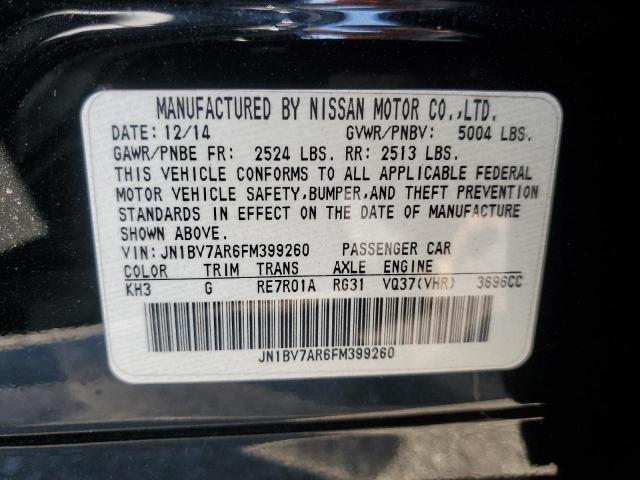 MANUFACTURED BY NISSAN MOTOR CO.,LTD.
DATE: 12/14 GVWR/PNBV: 5004 LBS.
GAWR/PNBE FR: 2524 LBS. RR: 2513 LBS.
THIS VEHICLE CONFORMS TO ALL APPLICABLE FEDERAL
MOTOR VEHICLE SAFETY,BUMPER,AND THEFT PREVENTION
STANDARDS IN EFFECT ON THE DATE OF MANUFACTURE
SHOWN ABOVE.
VIN: JN1BV7AR6FM399260 PASSENGER CAR
COLOR TRIM TRANS AXLE ENGINE
KH3 G RE7R01A RG31 VQ37(VHR) 3696CC
JN1BV7AR6FM399260